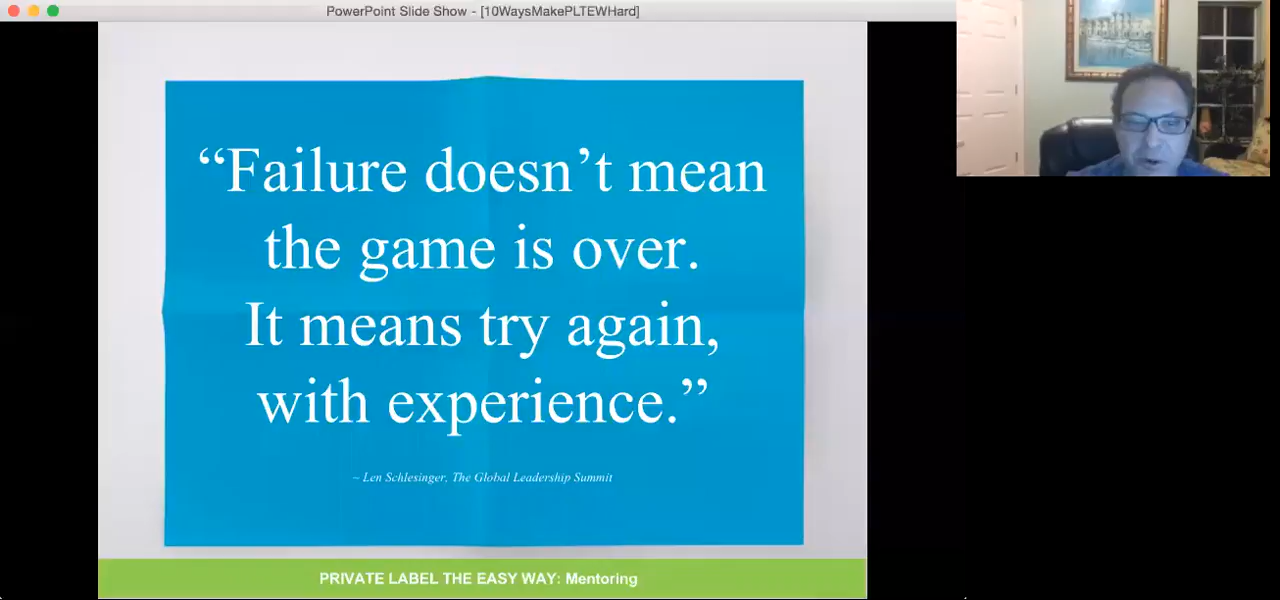 PowerPoint Slide Show - [10WaysMakePLTEWHard]
“Failure doesn’t mean
the game is over.
It means try again,
with experience.”
~ Len Schlesinger, The Global Leadership Summit
PRIVATE LABEL THE EASY WAY: Mentoring